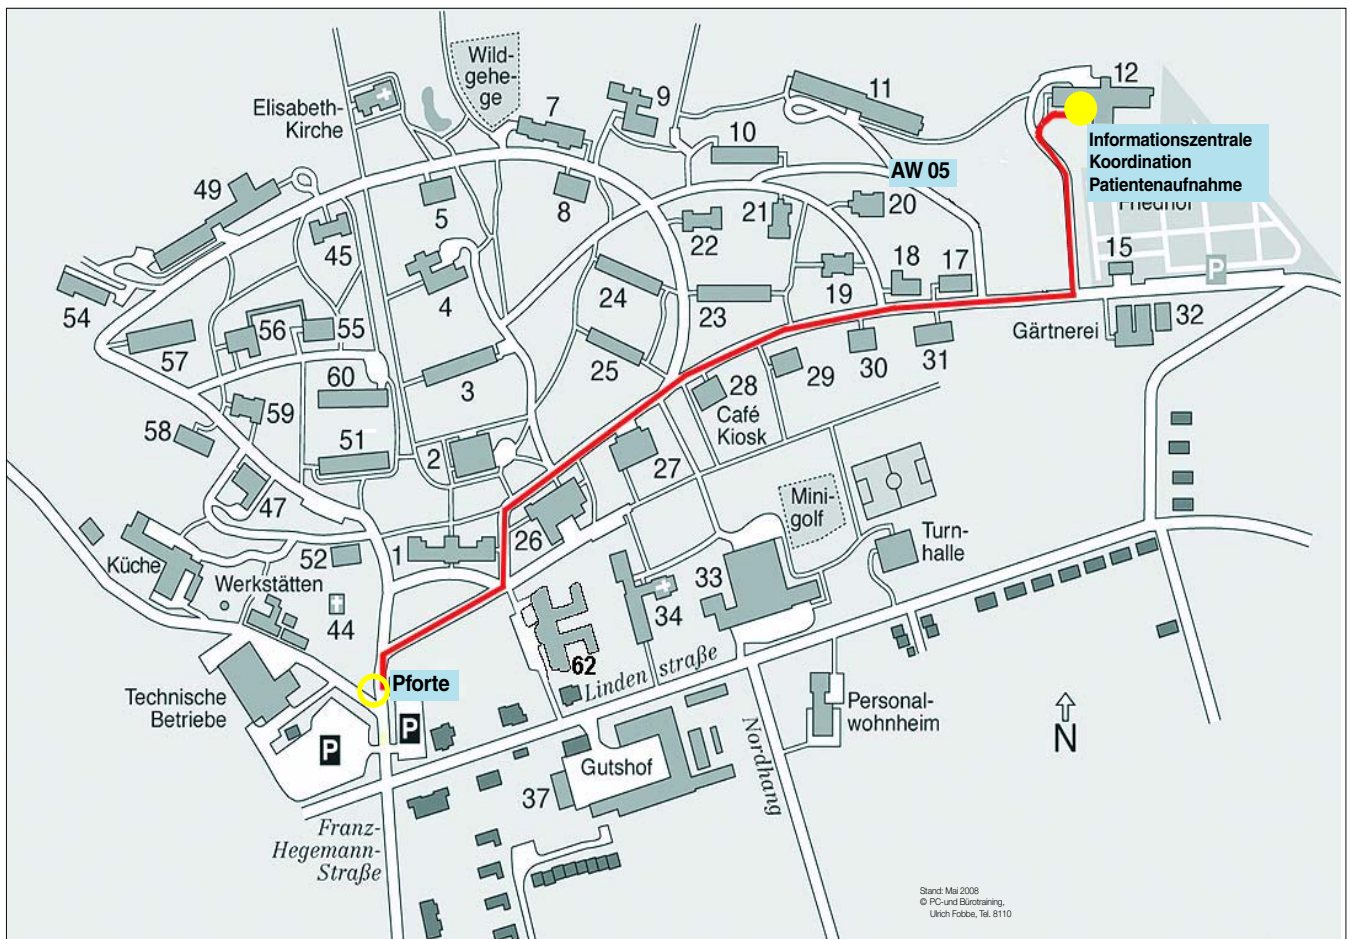 Wild-
gehe-
ge
Elisabeth-
Kirche
7
9
11
12
10
Informationszentrale
Koordination
Patientenaufnahme
Friedhof
AW 05
49
5
8
20
21
22
45
15
P
18
17
19
4
24
23
54
56
55
57
32
Gärtnerei
31
30
29
28
Café
Kiosk
25
3
60
59
58
51
2
27
47
26
Mini-
golf
Turn-
halle
1
52
Küche
Werkstätten
33
34
44
62
Linden straße
Pforte
Technische
Betriebe
P
P
Personal-
wohnheim
N
Nordhang
Gutshof
37
Franz-
Hegemann-
Straße
Stand: Mai 2008
© PC-und Bürotraining,
Ulrich Fobbe, Tel. 8110